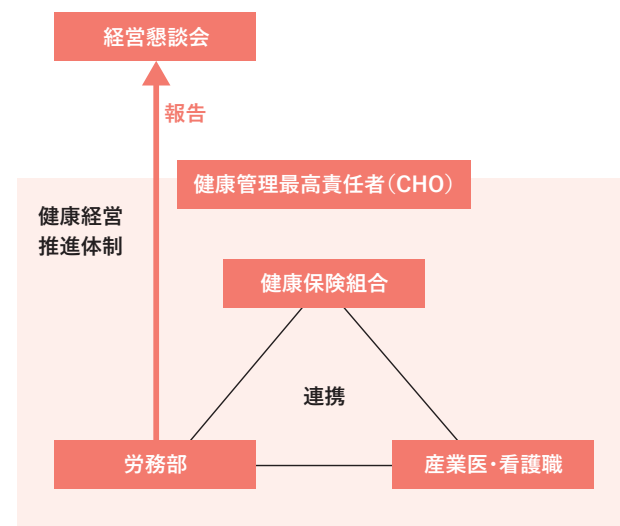 経営懇談会
報告
健康管理最高責任者（CHO）
健康経営
推進体制
健康保険組合
連携
労務部
産業医・看護職